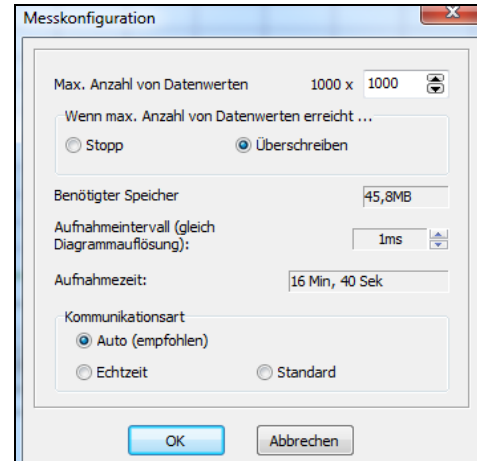 Messkonfiguration
Max. Anzahl von Datenwerten 1000 x 1000
Wenn max. Anzahl von Datenwerten erreicht ...
Stopp Überschreiben
Benötigter Speicher 45,8MB
Aufnahmeintervall (gleich
Diagrammauflösung): 1ms
Aufnahmezeit: 16 Min, 40 Sek
Kommunikationsart
Auto (empfohlen)
Echtzeit Standard
OK Abbrechen